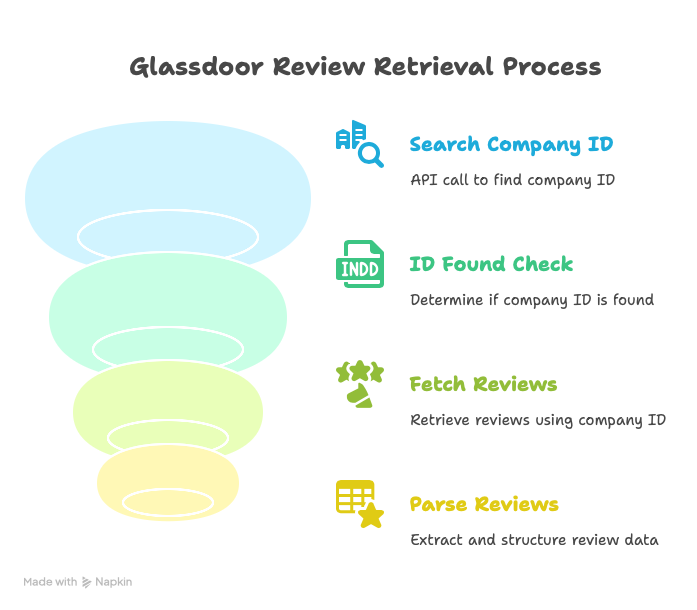 Glassdoor Review Retrieval Process
Search Company ID
API call to find company ID
INDD
ID Found Check
Determine if company ID is found
Fetch Reviews
Retrieve reviews using company ID
Parse Reviews
Extract and structure review data
Made with Napkin